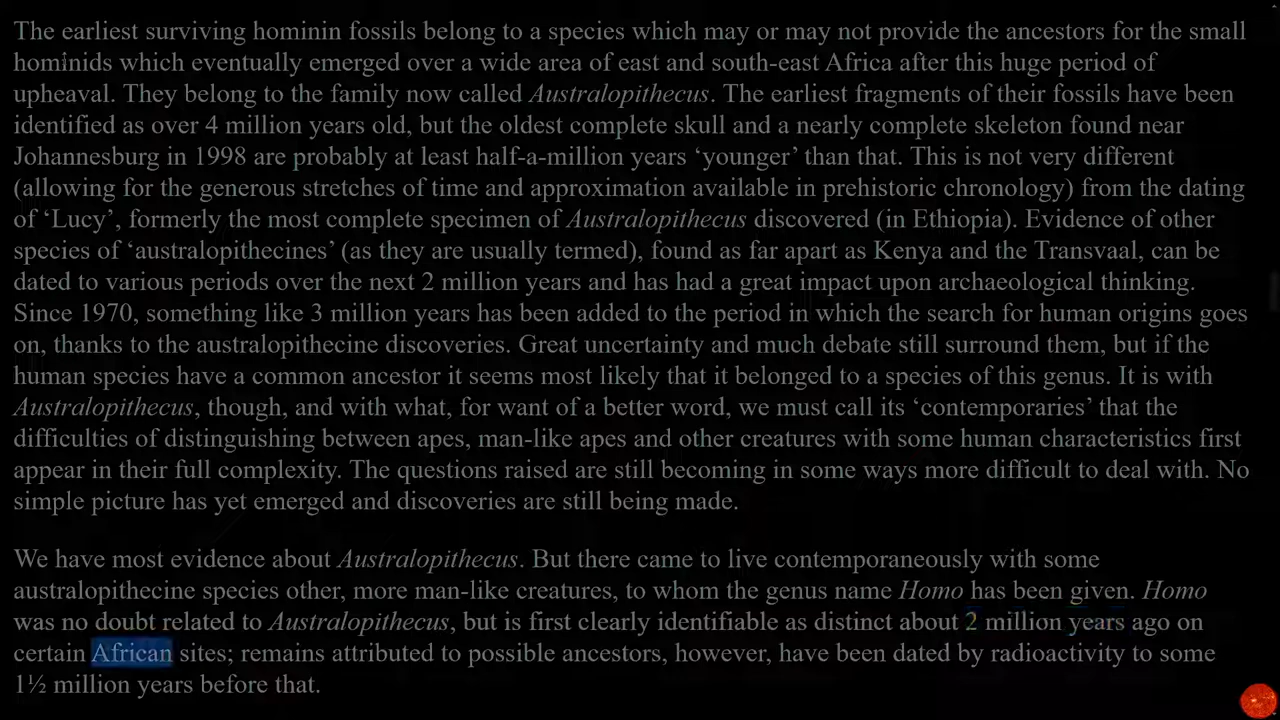 The earliest surviving hominin fossils belong to a species which may or may not provide the ancestors for the small
hominids which eventually emerged over a wide area of east and south-east Africa after this huge period of
upheaval. They belong to the family now called Australopithecus. The earliest fragments of their fossils have been
identified as over 4 million years old, but the oldest complete skull and a nearly complete skeleton found near
Johannesburg in 1998 are probably at least half-a-million years ‘younger’ than that. This is not very different
(allowing for the generous stretches of time and approximation available in prehistoric chronology) from the dating
of ‘Lucy’, formerly the most complete specimen of Australopithecus discovered (in Ethiopia). Evidence of other
species of ‘australopithecines’ (as they are usually termed), found as far apart as Kenya and the Transvaal, can be
dated to various periods over the next 2 million years and has had a great impact upon archaeological thinking.
Since 1970, something like 3 million years has been added to the period in which the search for human origins goes
on, thanks to the australopithecine discoveries. Great uncertainty and much debate still surround them, but if the
human species have a common ancestor it seems most likely that it belonged to a species of this genus. It is with
Australopithecus, though, and with what, for want of a better word, we must call its ‘contemporaries’ that the
difficulties of distinguishing between apes, man-like apes and other creatures with some human characteristics first
appear in their full complexity. The questions raised are still becoming in some ways more difficult to deal with. No
simple picture has yet emerged and discoveries are still being made.
We have most evidence about Australopithecus. But there came to live contemporaneously with some
australopithecine species other, more man-like creatures, to whom the genus name Homo has been given. Homo
was no doubt related to Australopithecus, but is first clearly identifiable as distinct about 2 million years ago on
certain African sites; remains attributed to possible ancestors, however, have been dated by radioactivity to some
1½ million years before that.